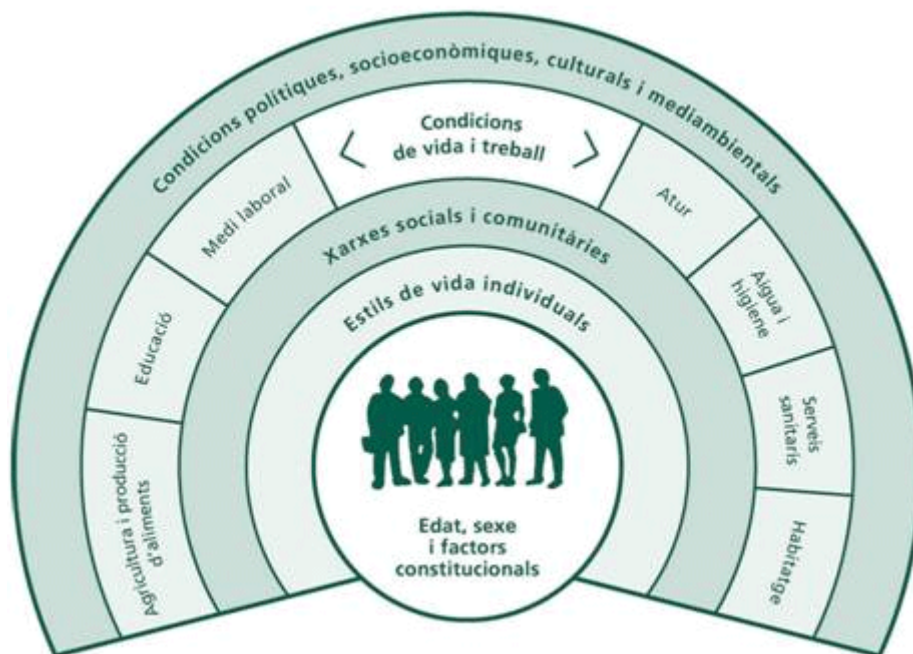 Condicions polítiques, socioeconòmiques, culturals i mediambientals
Condicions
de vida i treball
Agricultura i producció
d'aliments
Educació
Medi laboral
Atur
Aigua i
higiene
Serveis
sanitaris
Habitatge
Xarxes socials i comunitàries
Estils de vida individuals
Edat, sexe
i factors
constitucionals